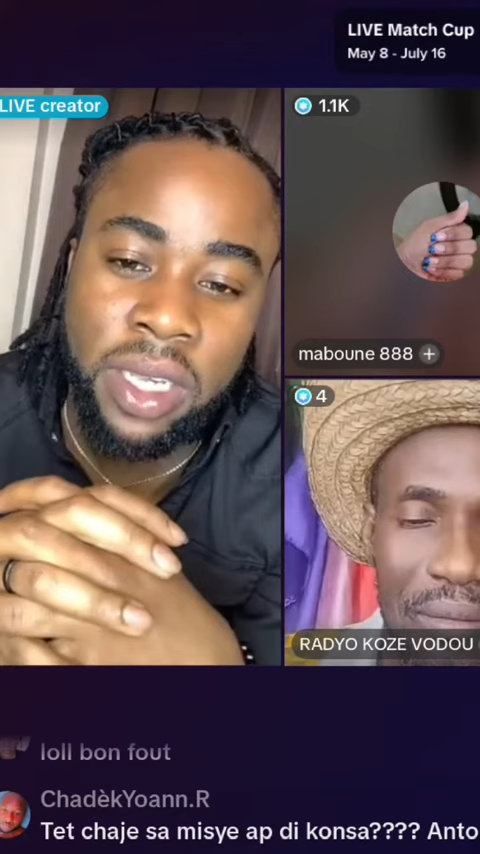 LIVE Match Cup
May 8 - July 16
LIVE creator
1.1K
maboune 888
4
RADYO KOZE VODOU
loll bon fout
ChadèkYoann.R
Tet chaje sa misye ap di konsa???? Anto